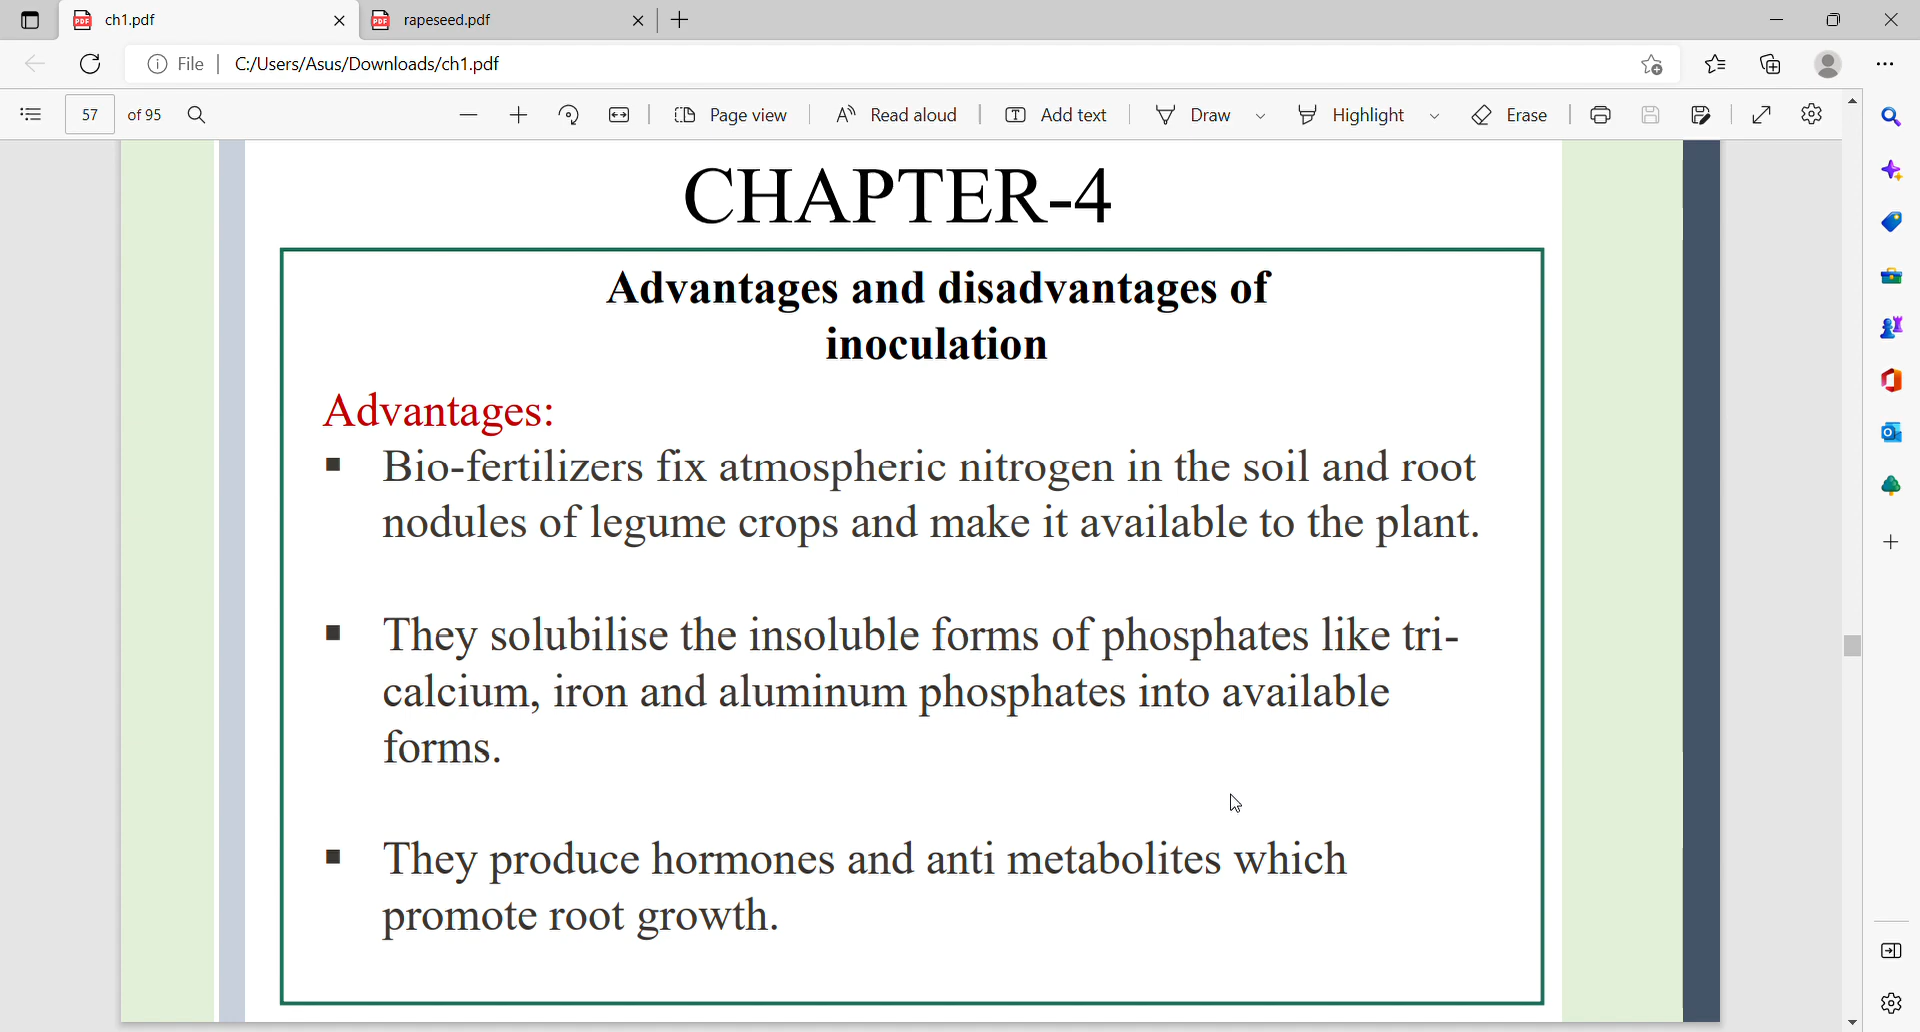 ch1.pdf
rapeseed.pdf
File
C:/Users/Asus/Downloads/ch1.pdf
57 of 95
Page view
Read aloud
Add text
Draw
Highlight
Erase
CHAPTER-4
Advantages and disadvantages of
inoculation
Advantages:
▪ Bio-fertilizers fix atmospheric nitrogen in the soil and root
nodules of legume crops and make it available to the plant.
▪ They solubilise the insoluble forms of phosphates like tri-
calcium, iron and aluminum phosphates into available
forms.
▪ They produce hormones and anti metabolites which
promote root growth.